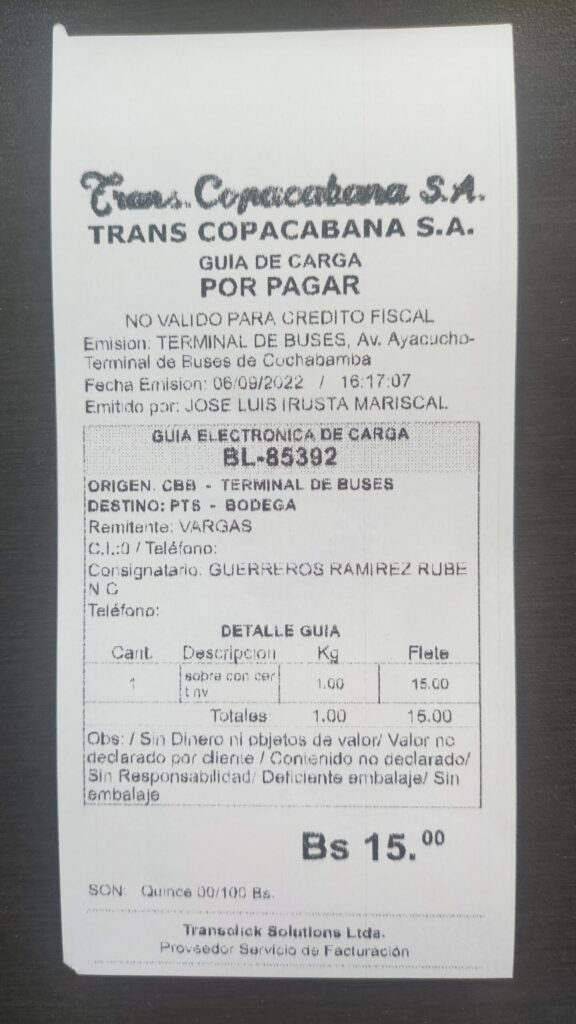 Trans. Copacabana S.A.
TRANS COPACABANA S.A.
GUIA DE CARGA
POR PAGAR
NO VALIDO PARA CREDITO FISCAL
Emision: TERMINAL DE BUSES, Av. Ayacucho-
Terminal de Buses de Cochabamba
Fecha Emision: 06/09/2022 / 16:17:07
Emitido por: JOSE LUIS IRUSTA MARISCAL
GUIA ELECTRONICA DE CARGA
BL-85392
ORIGEN. CBB - TERMINAL DE BUSES
DESTINO: PTS - BODEGA
Remitente: VARGAS
C.I.:0 / Teléfono:
Consignatario: GUERREROS RAMIREZ RUBE
N C
Teléfono:
DETALLE GUIA
Cant. Descripcion Kg Flete
1 sobre con cer 1.00 15.00
t nv
Totales 1.00 15.00
Obs: / Sin Dinero ni objetos de valor/ Valor no
declarado por cliente / Contenido no declarado/
Sin Responsabilidad/ Deficiente embalaje/ Sin
embalaje
Bs 15.00
SON: Quince 00/100 Bs.
Transclick Solutions Ltda.
Proveedor Servicio de Facturación